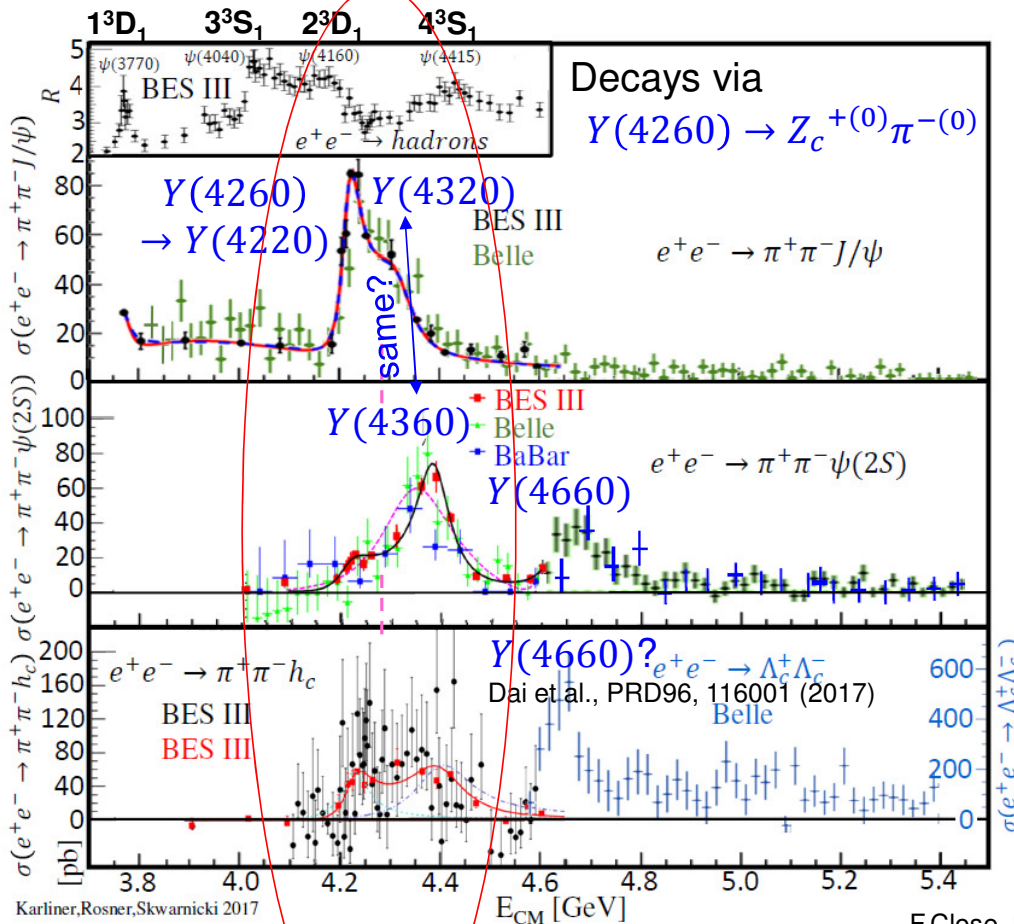 1³D₁ 3³S₁ 2³D₁ 4³S₁
ψ(3770) ψ(4040) ψ(4160) ψ(4415)
BES III
e⁺e⁻ → hadrons
R
5
4
3
2
Decays via
Y(4260) → Z_c⁺⁽⁰⁾π⁻⁽⁰⁾
σ(e⁺e⁻ → π⁺π⁻J/ψ)
80
60
40
20
0
Y(4260)
→ Y(4220)
Y(4320)
BES III
Belle
e⁺e⁻ → π⁺π⁻J/ψ
same?
σ(e⁺e⁻ → π⁺π⁻ψ(2S))
100
80
60
40
20
0
Y(4360)
BES III
Belle
BaBar
e⁺e⁻ → π⁺π⁻ψ(2S)
Y(4660)
σ(e⁺e⁻ → π⁺π⁻h_c)
[pb]
200
160
120
80
40
0
e⁺e⁻ → π⁺π⁻h_c
BES III
BES III
Y(4660)? e⁺e⁻ → Λ_c⁺Λ_c⁻
Dai et al., PRD96, 116001 (2017)
Belle
600
400
200
0
σ(e⁺e⁻ → Λ_c⁺Λ_c⁻)
3.8 4.0 4.2 4.4 4.6 4.8 5.0 5.2 5.4
E_CM [GeV]
Karliner,Rosner,Skwarnicki 2017